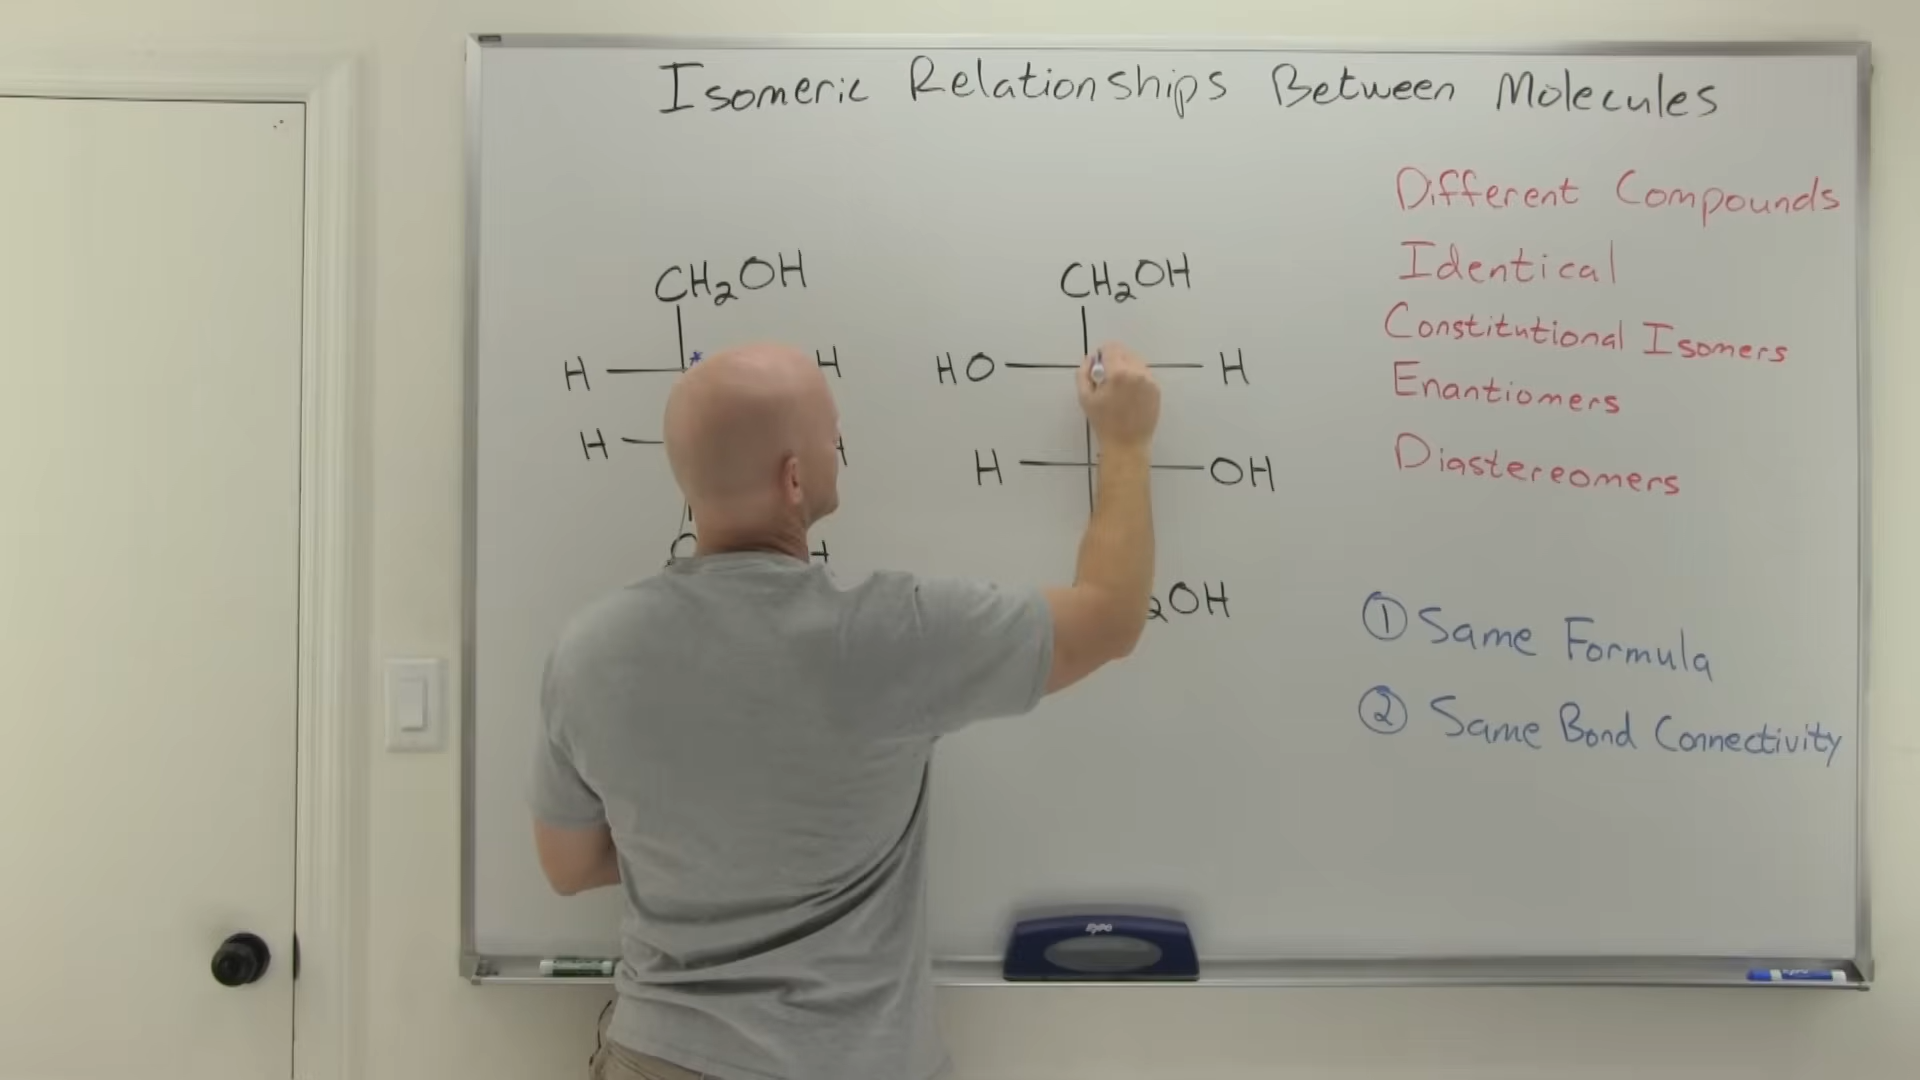 Isomeric Relationships Between Molecules
Different Compounds
Identical
Constitutional Isomers
Enantiomers
Diastereomers
CH₂OH
H * H
H
CH₂OH
HO H
H OH
₂OH
① Same Formula
② Same Bond Connectivity
EXPO